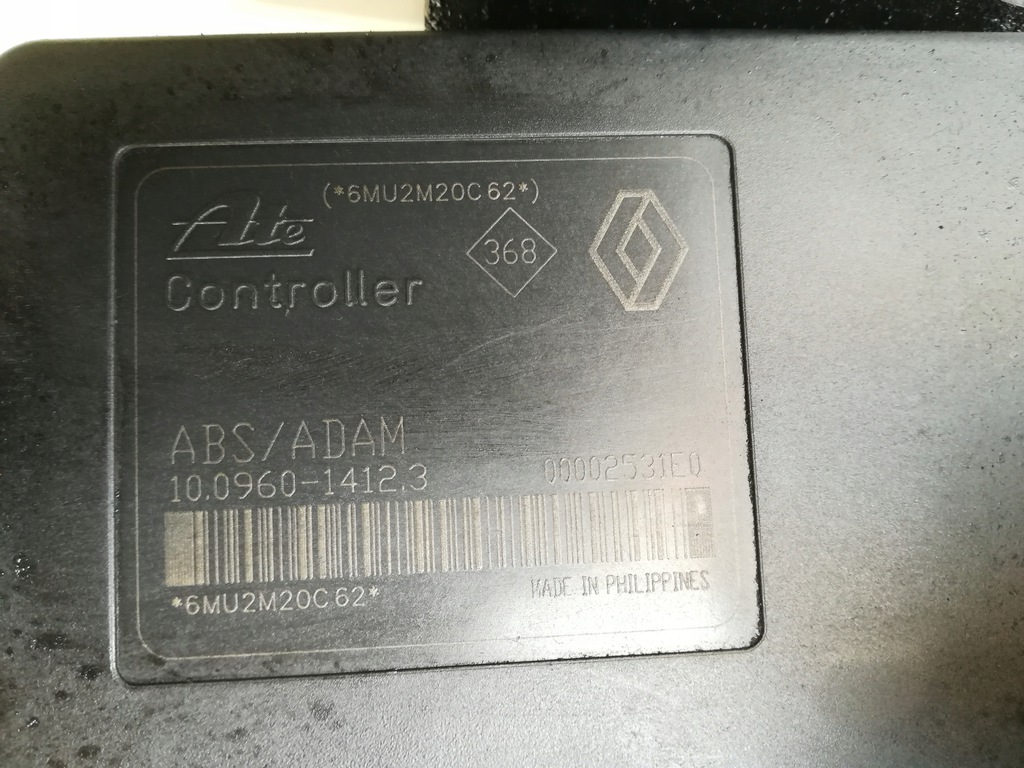 (*6MU2M20C62*)
Ate
368
Controller
ABS/ADAM
10.0960-1412.3
00002531E0
*6MU2M20C62*
MADE IN PHILIPPINES